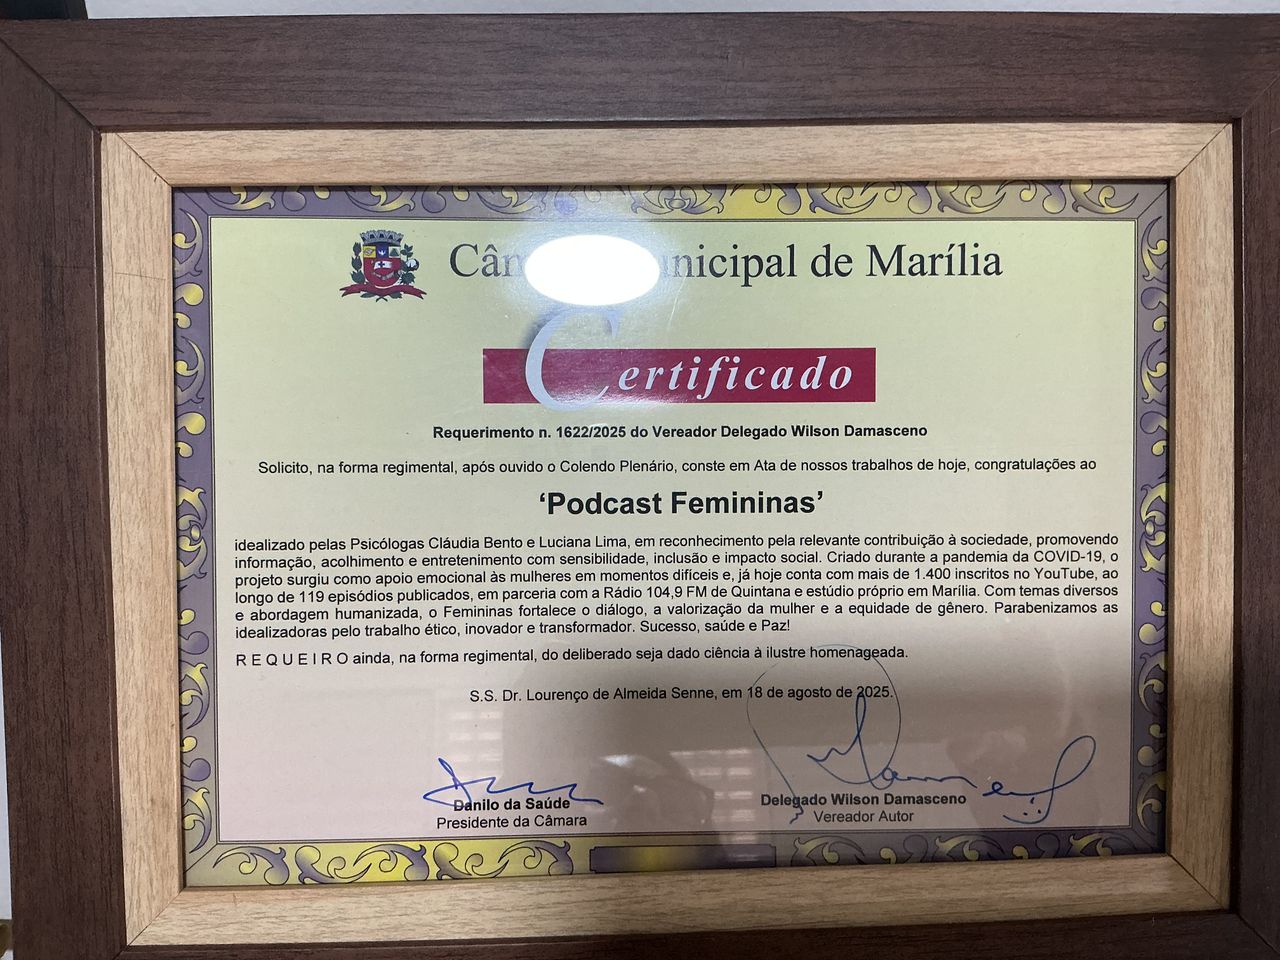 Câmara Municipal de Marília
Certificado
Requerimento n. 1622/2025 do Vereador Delegado Wilson Damasceno
Solicito, na forma regimental, após ouvido o Colendo Plenário, conste em Ata de nossos trabalhos de hoje, congratulações ao
‘Podcast Femininas’
idealizado pelas Psicólogas Cláudia Bento e Luciana Lima, em reconhecimento pela relevante contribuição à sociedade, promovendo
informação, acolhimento e entretenimento com sensibilidade, inclusão e impacto social. Criado durante a pandemia da COVID-19, o
projeto surgiu como apoio emocional às mulheres em momentos difíceis e, já hoje conta com mais de 1.400 inscritos no YouTube, ao
longo de 119 episódios publicados, em parceria com a Rádio 104,9 FM de Quintana e estúdio próprio em Marília. Com temas diversos
e abordagem humanizada, o Femininas fortalece o diálogo, a valorização da mulher e a equidade de gênero. Parabenizamos as
idealizadoras pelo trabalho ético, inovador e transformador. Sucesso, saúde e Paz!
R E Q U E I R O ainda, na forma regimental, do deliberado seja dado ciência à ilustre homenageada.
S.S. Dr. Lourenço de Almeida Senne, em 18 de agosto de 2025.
Danilo da Saúde
Presidente da Câmara
Delegado Wilson Damasceno
Vereador Autor